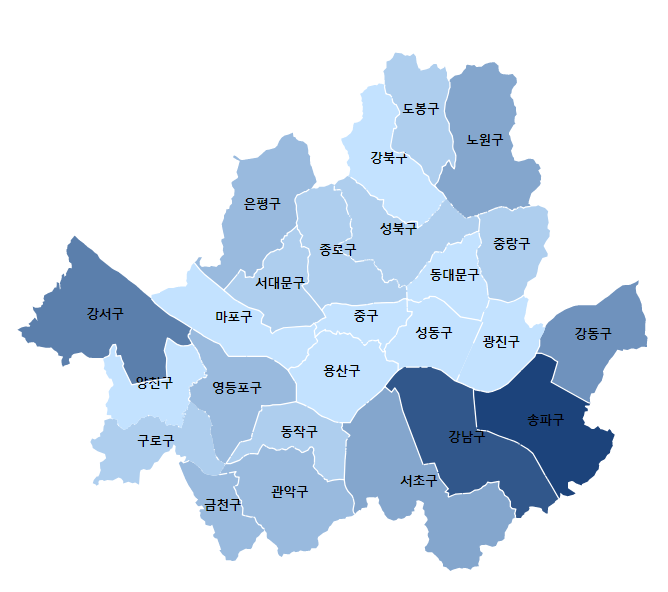 도봉구
노원구
강북구
은평구
성북구
중랑구
종로구
동대문구
서대문구
강서구
마포구
중구
성동구
광진구
강동구
용산구
양천구
영등포구
송파구
동작구
강남구
구로구
서초구
관악구
금천구